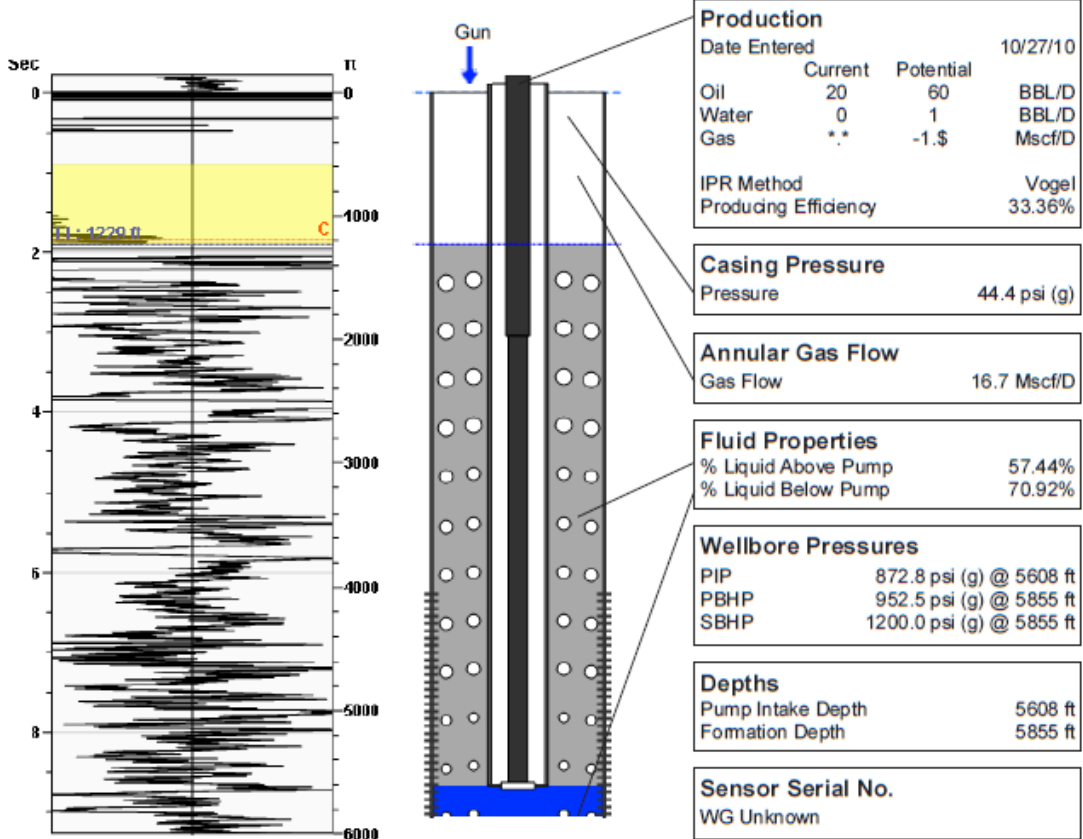 Sec
ft
0
2
4
6
8
0
1000
2000
3000
4000
5000
6000
C
Gun
Production
Date Entered 10/27/10
Current Potential
Oil 20 60 BBL/D
Water 0 1 BBL/D
Gas *.* -1.$ Mscf/D
IPR Method Vogel
Producing Efficiency 33.36%
Casing Pressure
Pressure 44.4 psi (g)
Annular Gas Flow
Gas Flow 16.7 Mscf/D
Fluid Properties
% Liquid Above Pump 57.44%
% Liquid Below Pump 70.92%
Wellbore Pressures
PIP 872.8 psi (g) @ 5608 ft
PBHP 952.5 psi (g) @ 5855 ft
SBHP 1200.0 psi (g) @ 5855 ft
Depths
Pump Intake Depth 5608 ft
Formation Depth 5855 ft
Sensor Serial No.
WG Unknown